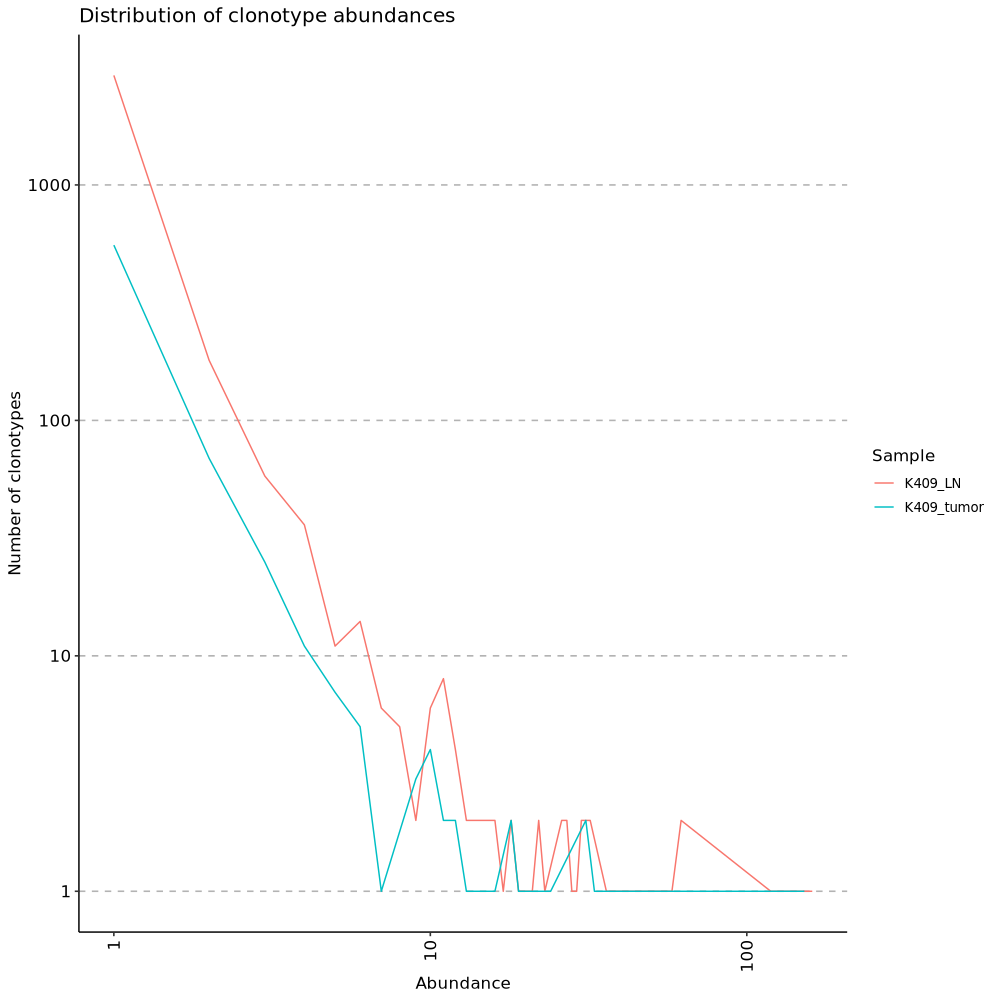 Distribution of clonotype abundances
Number of clonotypes
1000
100
10
1
1
10
100
Abundance
Sample
K409_LN
K409_tumor